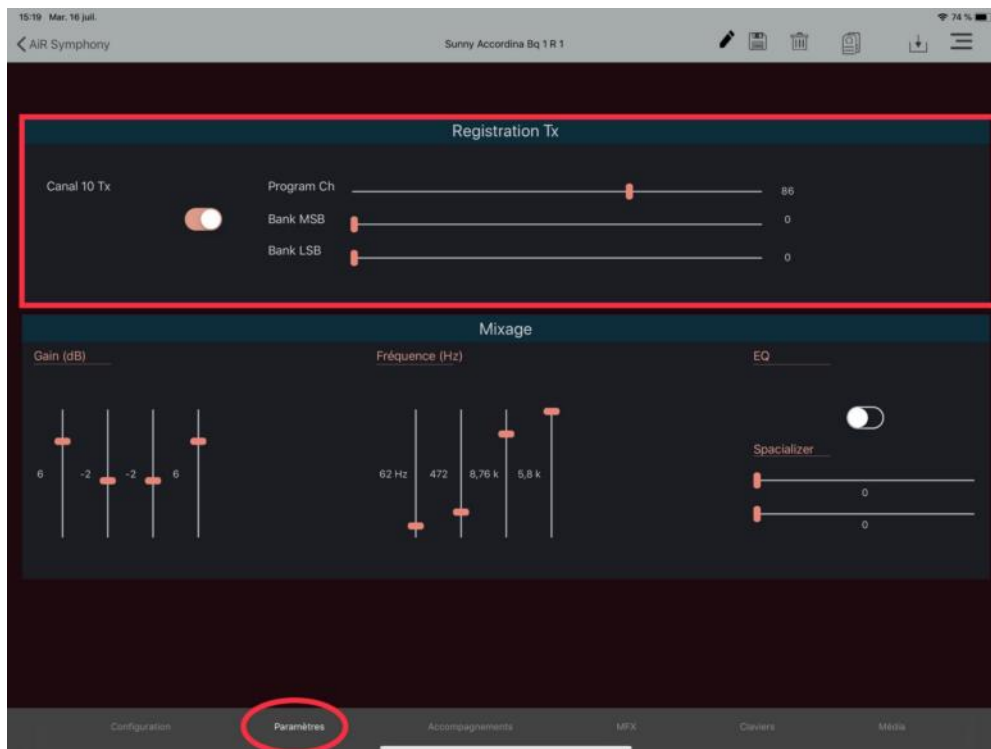 15:19 Mar. 16 juil.
74 %
AiR Symphony
Sunny Accordina Bq 1 R 1
Registration Tx
Canal 10 Tx
Program Ch
86
Bank MSB
0
Bank LSB
0
Mixage
Gain (dB)
Fréquence (Hz)
EQ
Spacializer
6 -2 -2 6
62 Hz 472 8,76 k 5,8 k
0
0
Configuration Paramètres Accompagnements MFX Claviers Média